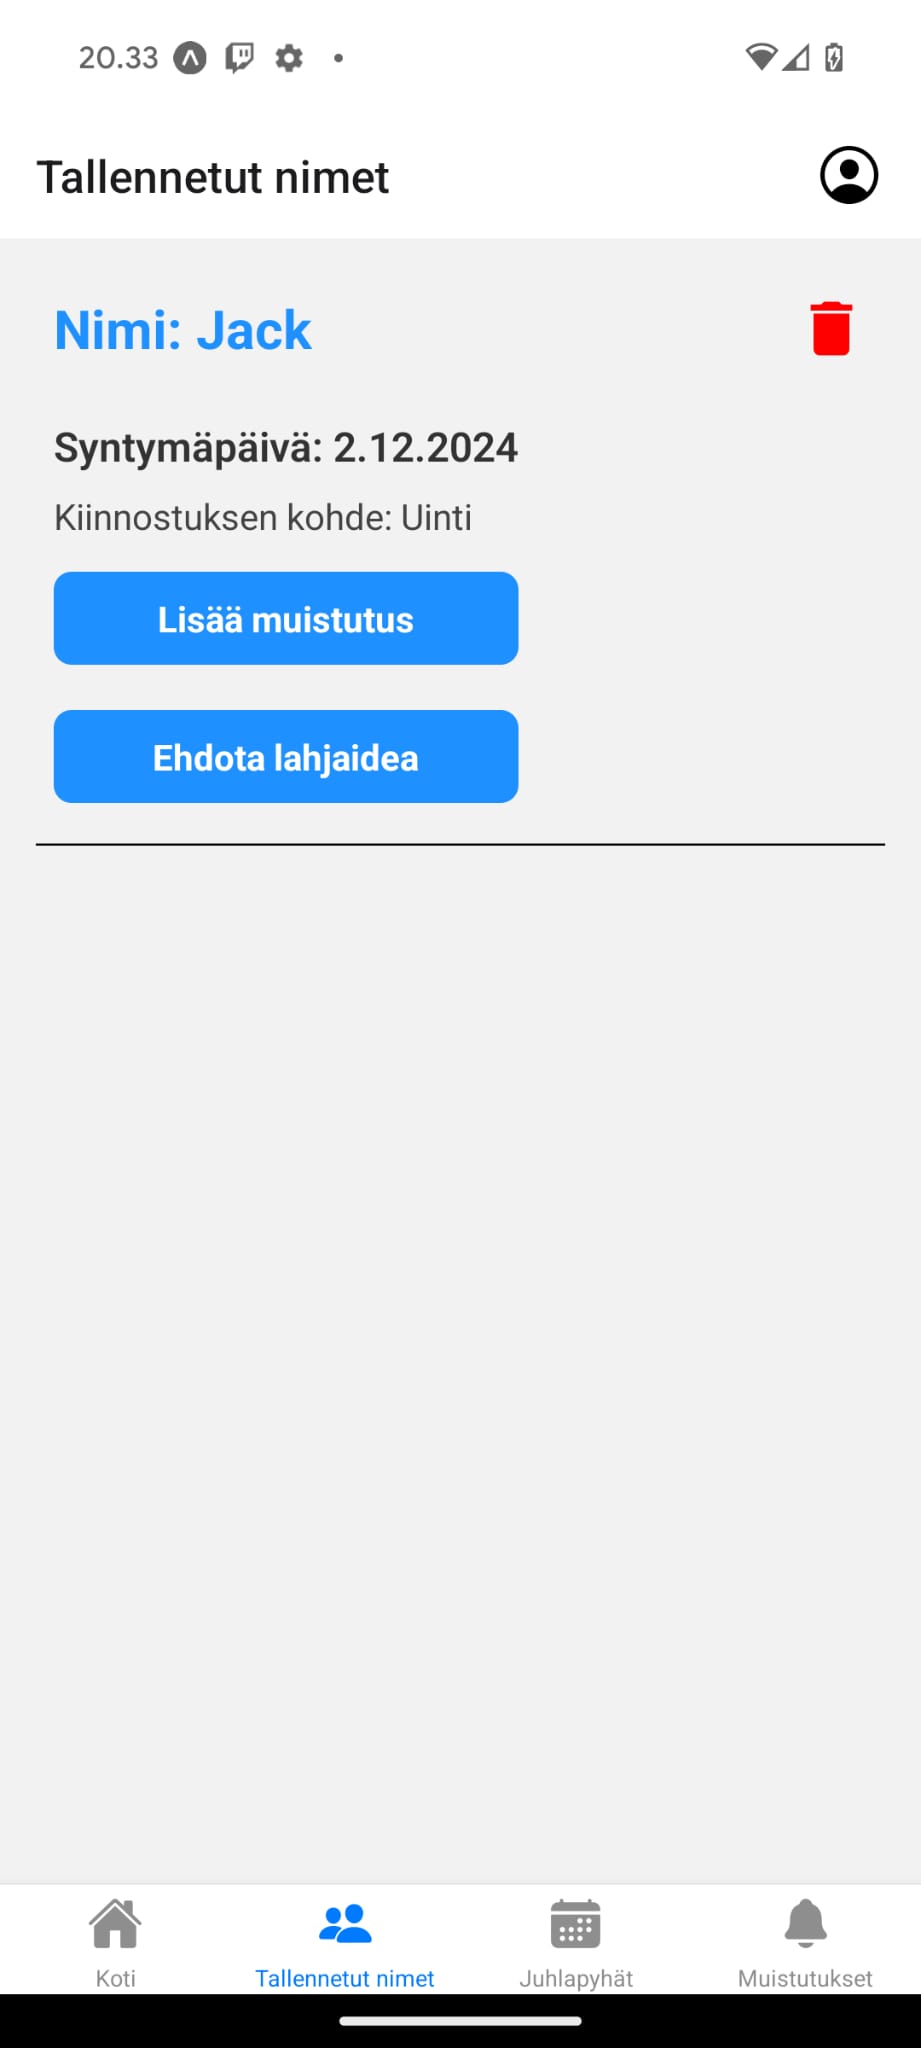 20.33
Tallennetut nimet
Nimi: Jack
Syntymäpäivä: 2.12.2024
Kiinnostuksen kohde: Uinti
Lisää muistutus
Ehdota lahjaidea
Koti
Tallennetut nimet
Juhlapyhät
Muistutukset